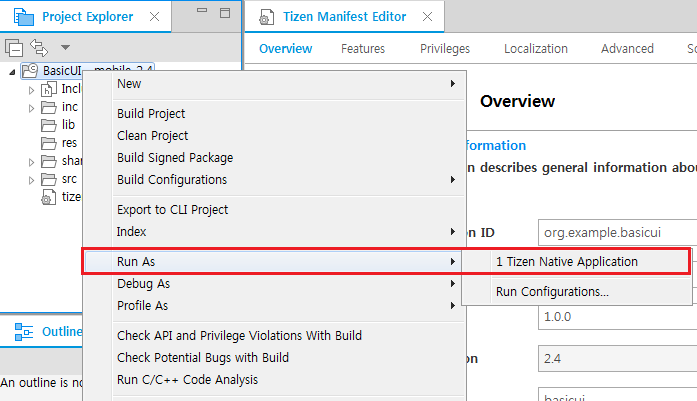 Project Explorer
Tizen Manifest Editor
Overview Features Privileges Localization Advanced
BasicUI - mobile-2.4
Incl
inc
lib
res
shar
src
tize
New
Build Project
Clean Project
Build Signed Package
Build Configurations
Export to CLI Project
Index
Run As
Debug As
Profile As
Check API and Privilege Violations With Build
Check Potential Bugs with Build
Run C/C++ Code Analysis
1 Tizen Native Application
Run Configurations...
Overview
formation
n describes general information abou
on ID
org.example.basicui
1.0.0
on
2.4
basicui
Outline
An outline is no